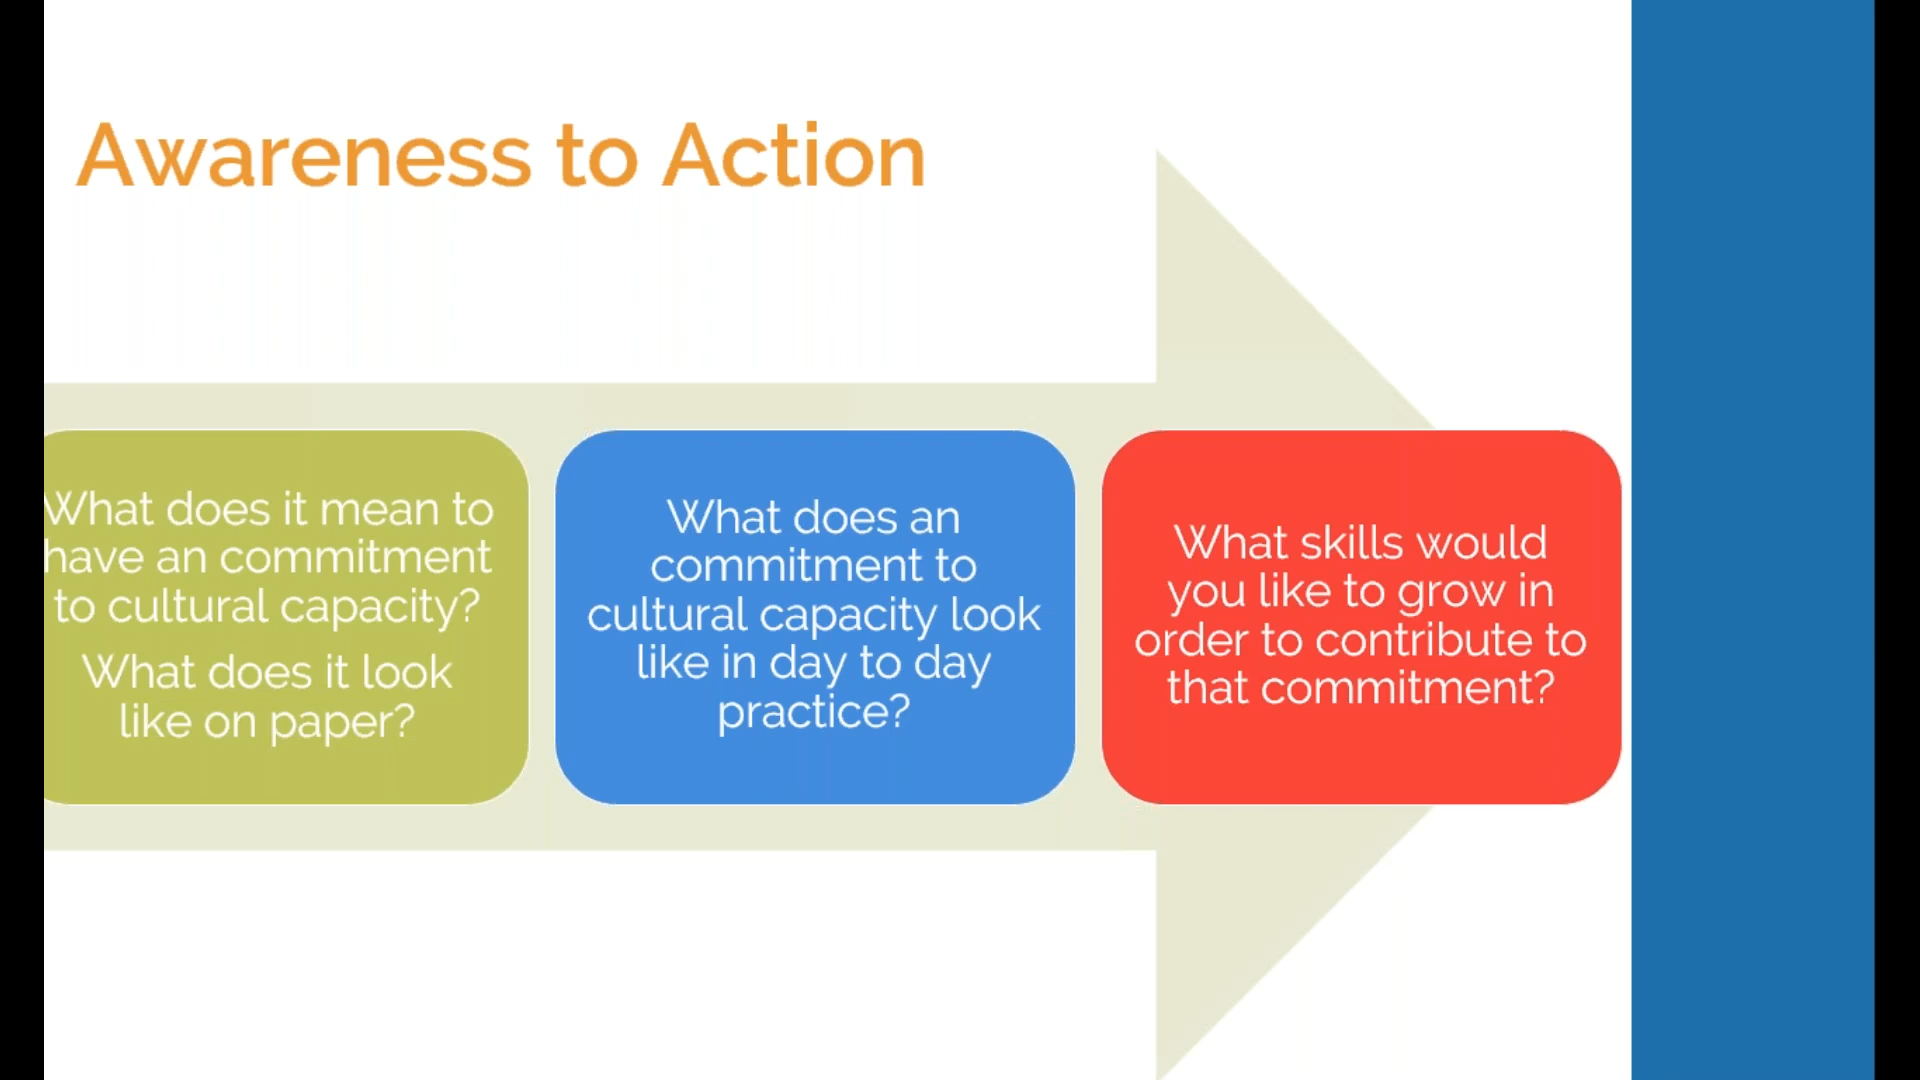 Awareness to Action
What does it mean to
have an commitment
to cultural capacity?
What does it look
like on paper?
What does an
commitment to
cultural capacity look
like in day to day
practice?
What skills would
you like to grow in
order to contribute to
that commitment?